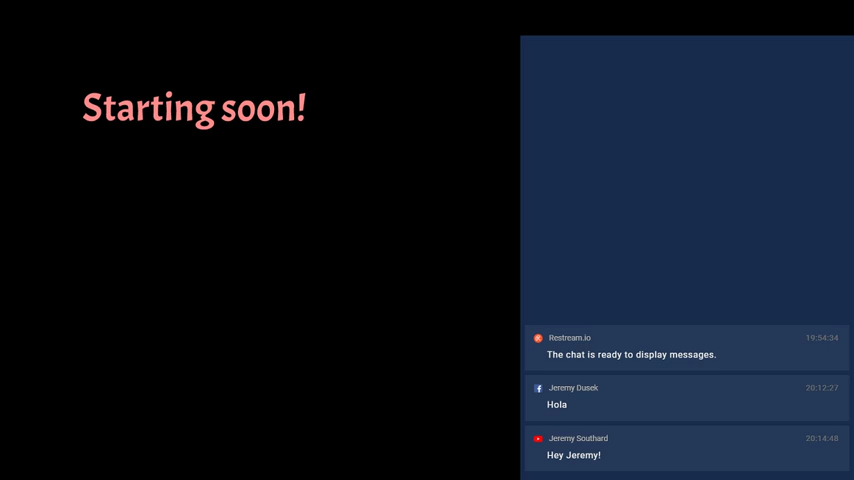 Starting soon!
Restream.io 19:54:34
The chat is ready to display messages.
Jeremy Dusek 20:12:27
Hola
Jeremy Southard 20:14:48
Hey Jeremy!